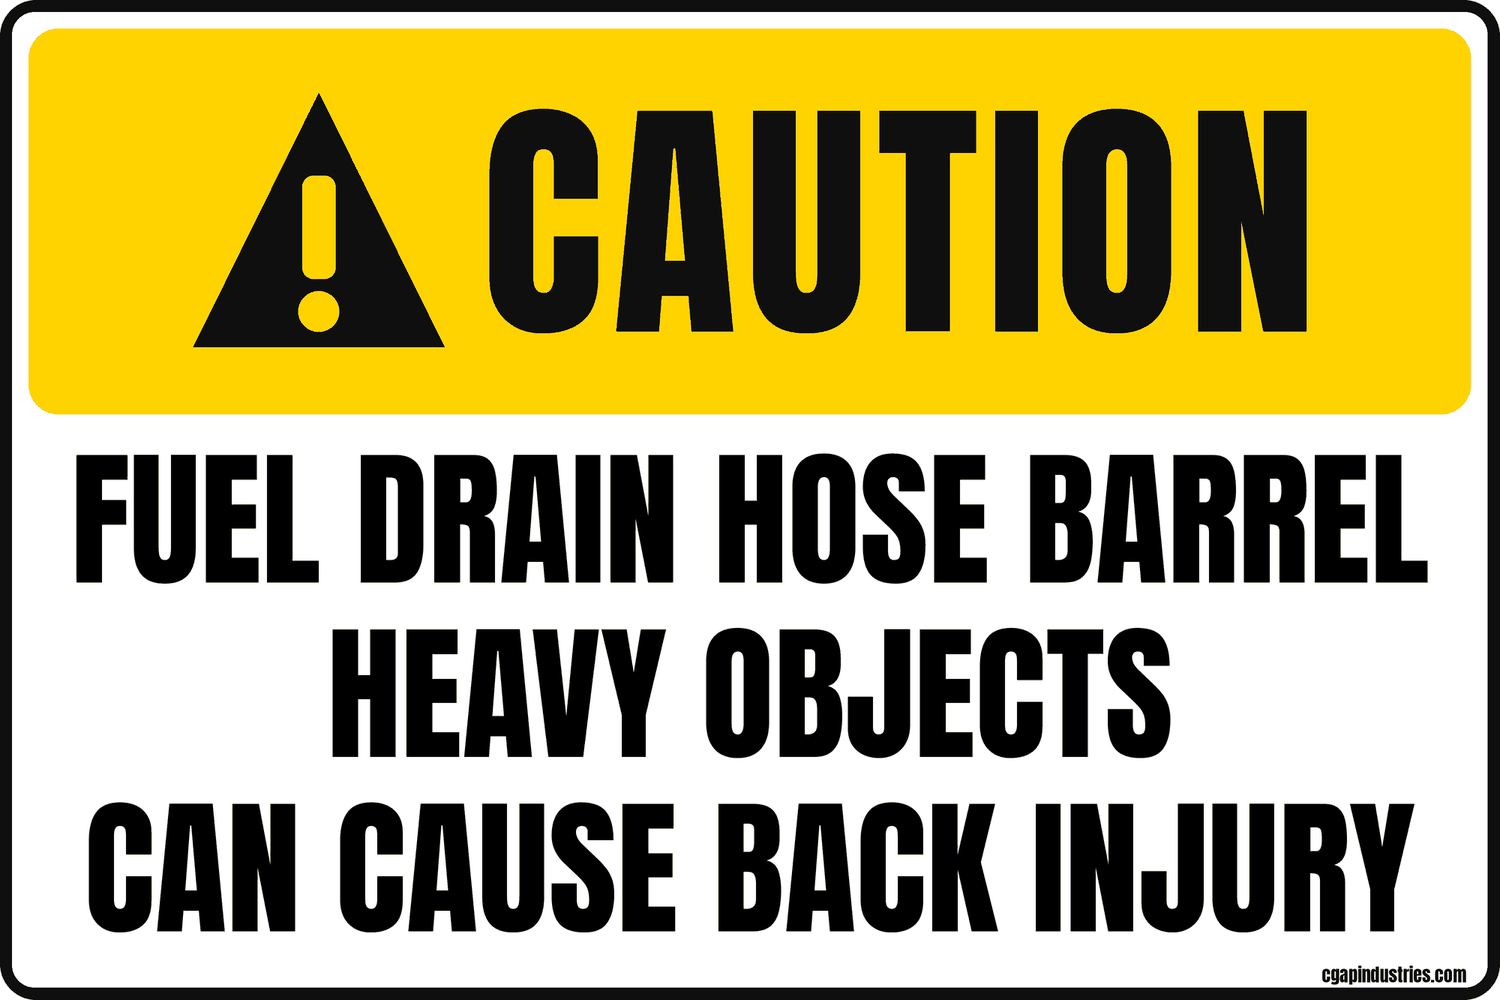 CAUTION
FUEL DRAIN HOSE BARREL
HEAVY OBJECTS
CAN CAUSE BACK INJURY
cgapindustries.com